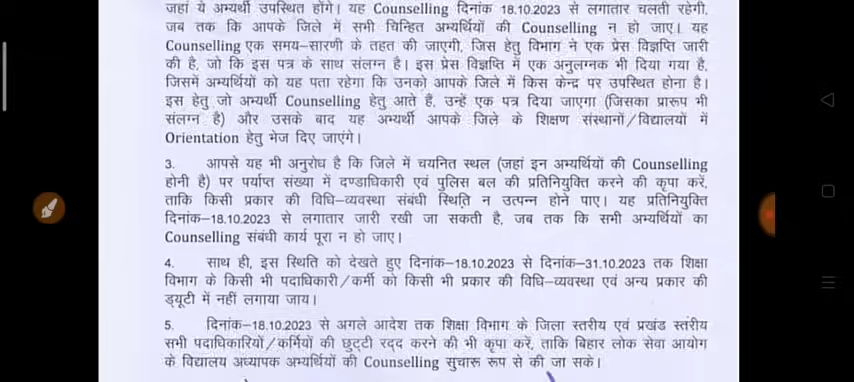 जहां ये अभ्यर्थी उपस्थित होंगे। यह Counselling दिनांक 18.10.2023 से लगातार चलती रहेगी,
जब तक कि आपके जिले में सभी चिन्हित अभ्यर्थियों की Counselling न हो जाए। यह
Counselling एक समय–सारणी के तहत की जाएगी, जिस हेतु विभाग ने एक प्रेस विज्ञप्ति जारी
की है, जो कि इस पत्र के साथ संलग्न है। इस प्रेस विज्ञप्ति में एक अनुलग्नक भी दिया गया है,
जिसमें अभ्यर्थियों को यह पता रहेगा कि उनको आपके जिले में किस केन्द्र पर उपस्थित होना है।
इस हेतु जो अभ्यर्थी Counselling हेतु आते हैं, उन्हें एक पत्र दिया जाएगा (जिसका प्रारूप भी
संलग्न है) और उसके बाद यह अभ्यर्थी आपके जिले के शिक्षण संस्थानों/विद्यालयों में
Orientation हेतु भेज दिए जाएंगे।
3. आपसे यह भी अनुरोध है कि जिले में चयनित स्थल (जहां इन अभ्यर्थियों की Counselling
होनी है) पर पर्याप्त संख्या में दण्डाधिकारी एवं पुलिस बल की प्रतिनियुक्ति करने की कृपा करें,
ताकि किसी प्रकार की विधि–व्यवस्था संबंधी स्थिति न उत्पन्न होने पाए। यह प्रतिनियुक्ति
दिनांक–18.10.2023 से लगातार जारी रखी जा सकती है, जब तक कि सभी अभ्यर्थियों का
Counselling संबंधी कार्य पूरा न हो जाए।
4. साथ ही, इस स्थिति को देखते हुए दिनांक–18.10.2023 से दिनांक–31.10.2023 तक शिक्षा
विभाग के किसी भी पदाधिकारी/कर्मी को किसी भी प्रकार की विधि–व्यवस्था एवं अन्य प्रकार की
ड्यूटी में नहीं लगाया जाय।
5. दिनांक–18.10.2023 से अगले आदेश तक शिक्षा विभाग के जिला स्तरीय एवं प्रखंड स्तरीय
सभी पदाधिकारियों/कर्मियों की छुट्टी रद्द करने की भी कृपा करें, ताकि बिहार लोक सेवा आयोग
के विद्यालय अध्यापक अभ्यर्थियों की Counselling सुचारू रूप से की जा सके।